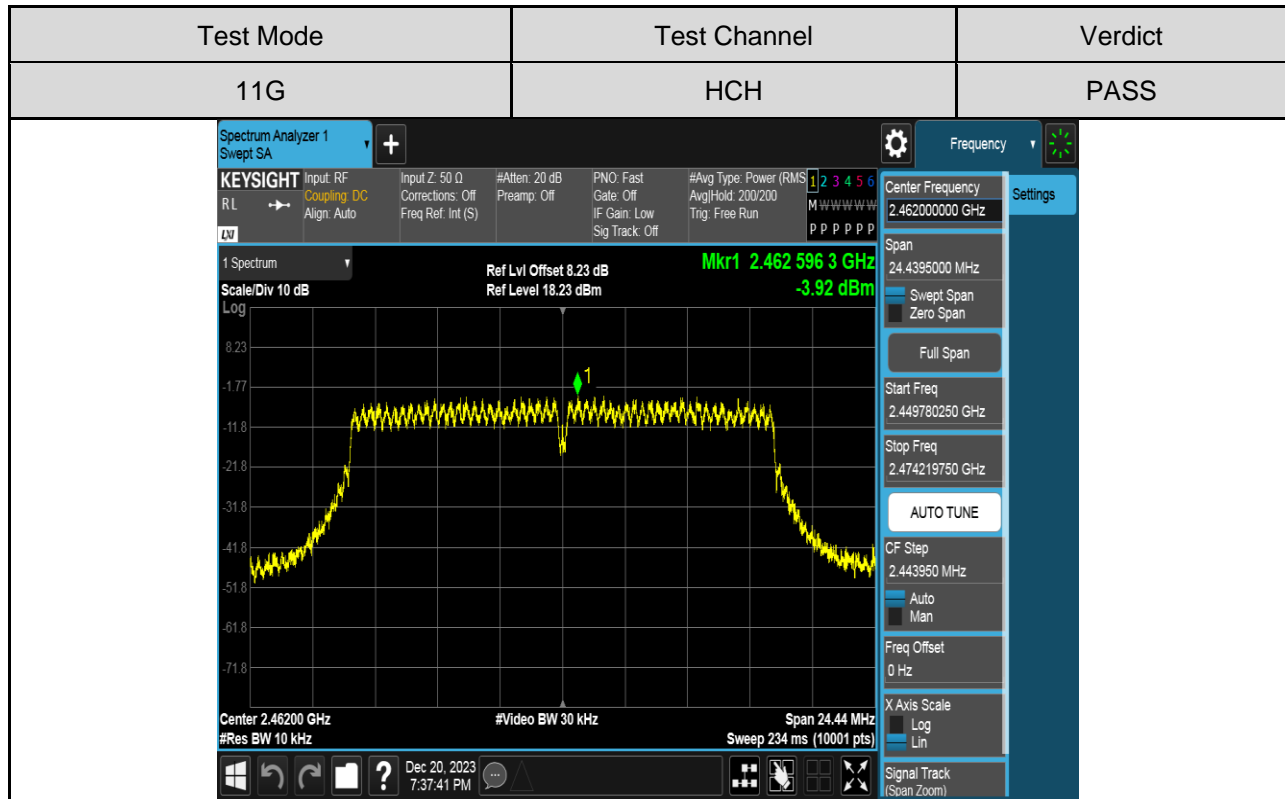 Test Mode Test Channel Verdict
11G HCH PASS
Spectrum Analyzer 1
Swept SA
+
Frequency
KEYSIGHT
RL
LXI
Input: RF
Coupling: DC
Align: Auto
Input Z: 50 Ω
Corrections: Off
Freq Ref: Int (S)
#Atten: 20 dB
Preamp: Off
PNO: Fast
Gate: Off
IF Gain: Low
Sig Track: Off
#Avg Type: Power (RMS
Avg|Hold: 200/200
Trig: Free Run
1 2 3 4 5 6
M W W W W W
P P P P P P
1 Spectrum
Scale/Div 10 dB
Log
Ref Lvl Offset 8.23 dB
Ref Level 18.23 dBm
Mkr1 2.462 596 3 GHz
-3.92 dBm
8.23
-1.77
-11.8
-21.8
-31.8
-41.8
-51.8
-61.8
-71.8
1
Center 2.46200 GHz
#Res BW 10 kHz
#Video BW 30 kHz
Span 24.44 MHz
Sweep 234 ms (10001 pts)
Center Frequency
2.462000000 GHz
Settings
Span
24.4395000 MHz
Swept Span
Zero Span
Full Span
Start Freq
2.449780250 GHz
Stop Freq
2.474219750 GHz
AUTO TUNE
CF Step
2.443950 MHz
Auto
Man
Freq Offset
0 Hz
X Axis Scale
Log
Lin
Signal Track
(Span Zoom)
?
Dec 20, 2023
7:37:41 PM